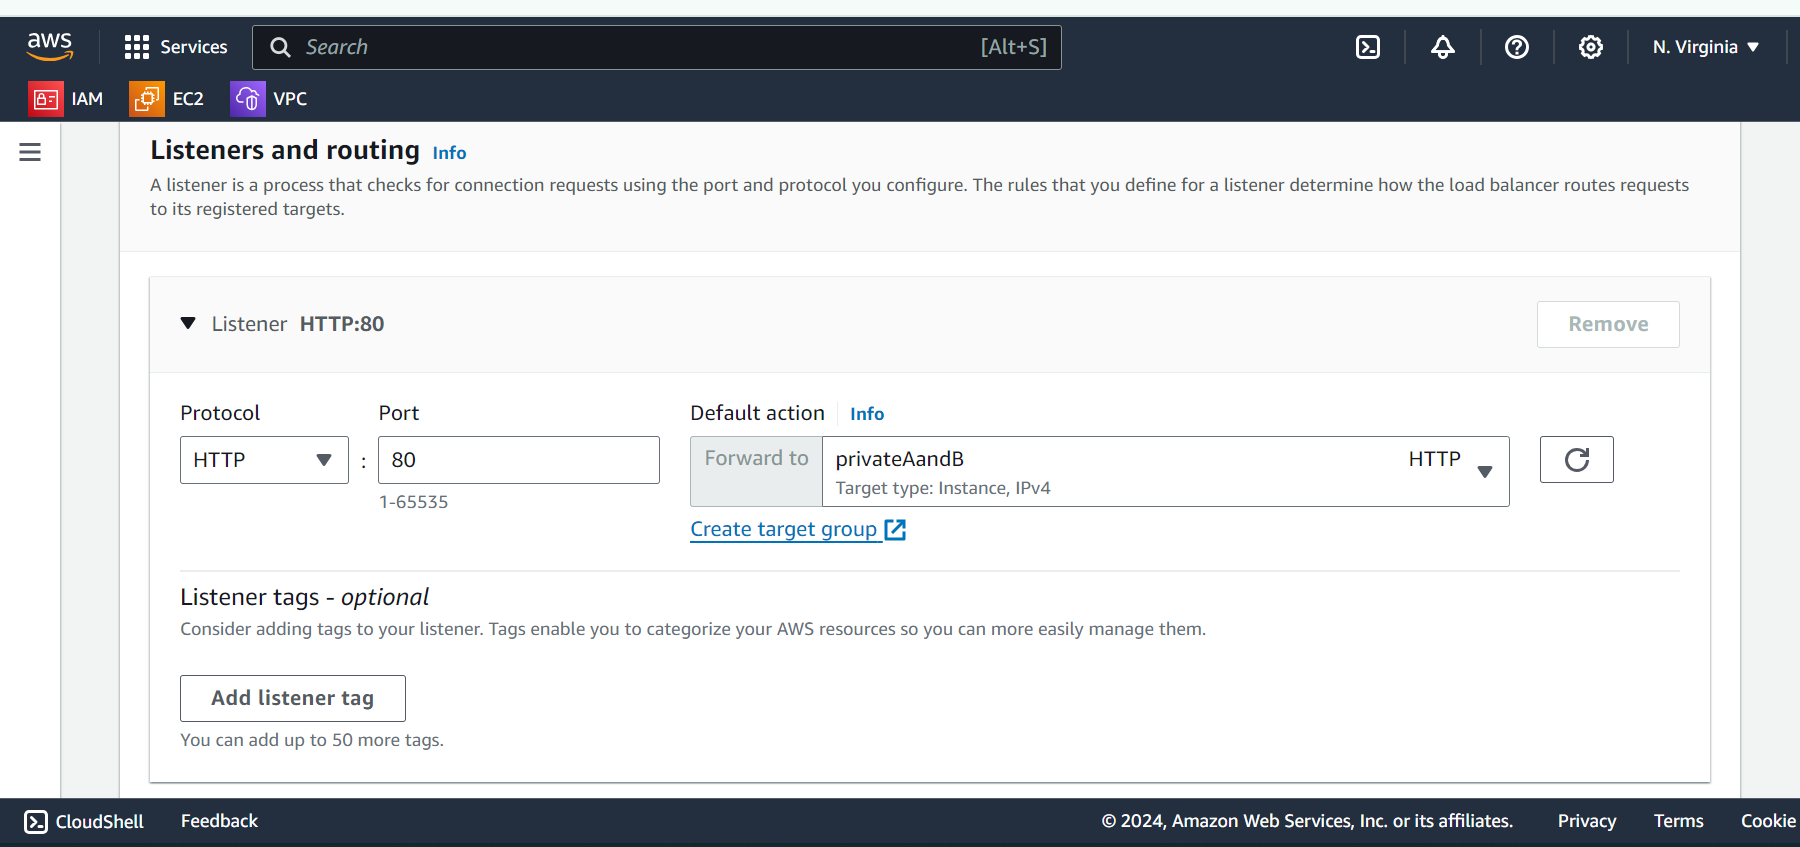 aws
Services
Search [Alt+S]
N. Virginia
IAM EC2 VPC
Listeners and routing Info
A listener is a process that checks for connection requests using the port and protocol you configure. The rules that you define for a listener determine how the load balancer routes requests
to its registered targets.
Listener HTTP:80
Remove
Protocol Port Default action Info
HTTP : 80 Forward to privateAandB HTTP
1-65535 Target type: Instance, IPv4
Create target group
Listener tags - optional
Consider adding tags to your listener. Tags enable you to categorize your AWS resources so you can more easily manage them.
Add listener tag
You can add up to 50 more tags.
CloudShell Feedback © 2024, Amazon Web Services, Inc. or its affiliates. Privacy Terms Cookie